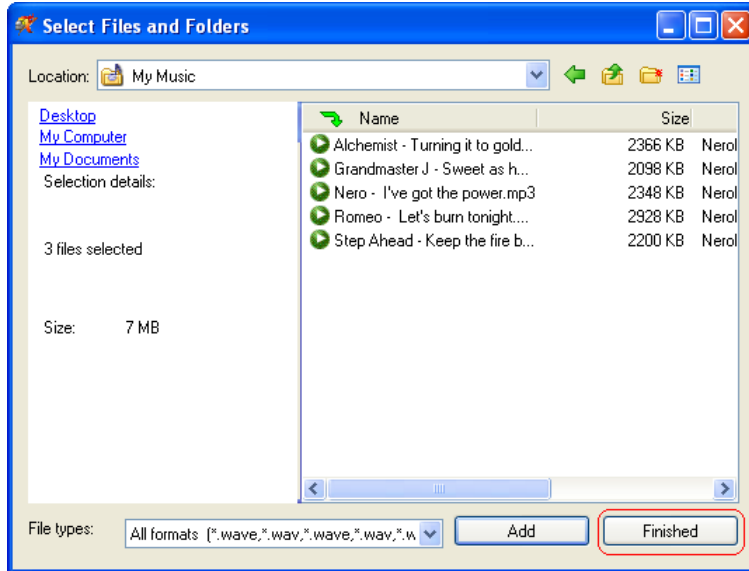 Select Files and Folders
Location: My Music
Desktop
My Computer
My Documents
Selection details:
3 files selected
Size: 7 MB
Name Size
Alchemist - Turning it to gold... 2366 KB Nerol
Grandmaster J - Sweet as h... 2098 KB Nerol
Nero - I've got the power.mp3 2348 KB Nerol
Romeo - Let's burn tonight.... 2928 KB Nerol
Step Ahead - Keep the fire b... 2200 KB Nerol
File types: All formats (*.wave,*.wav,*.wave,*.wav,*.w Add Finished